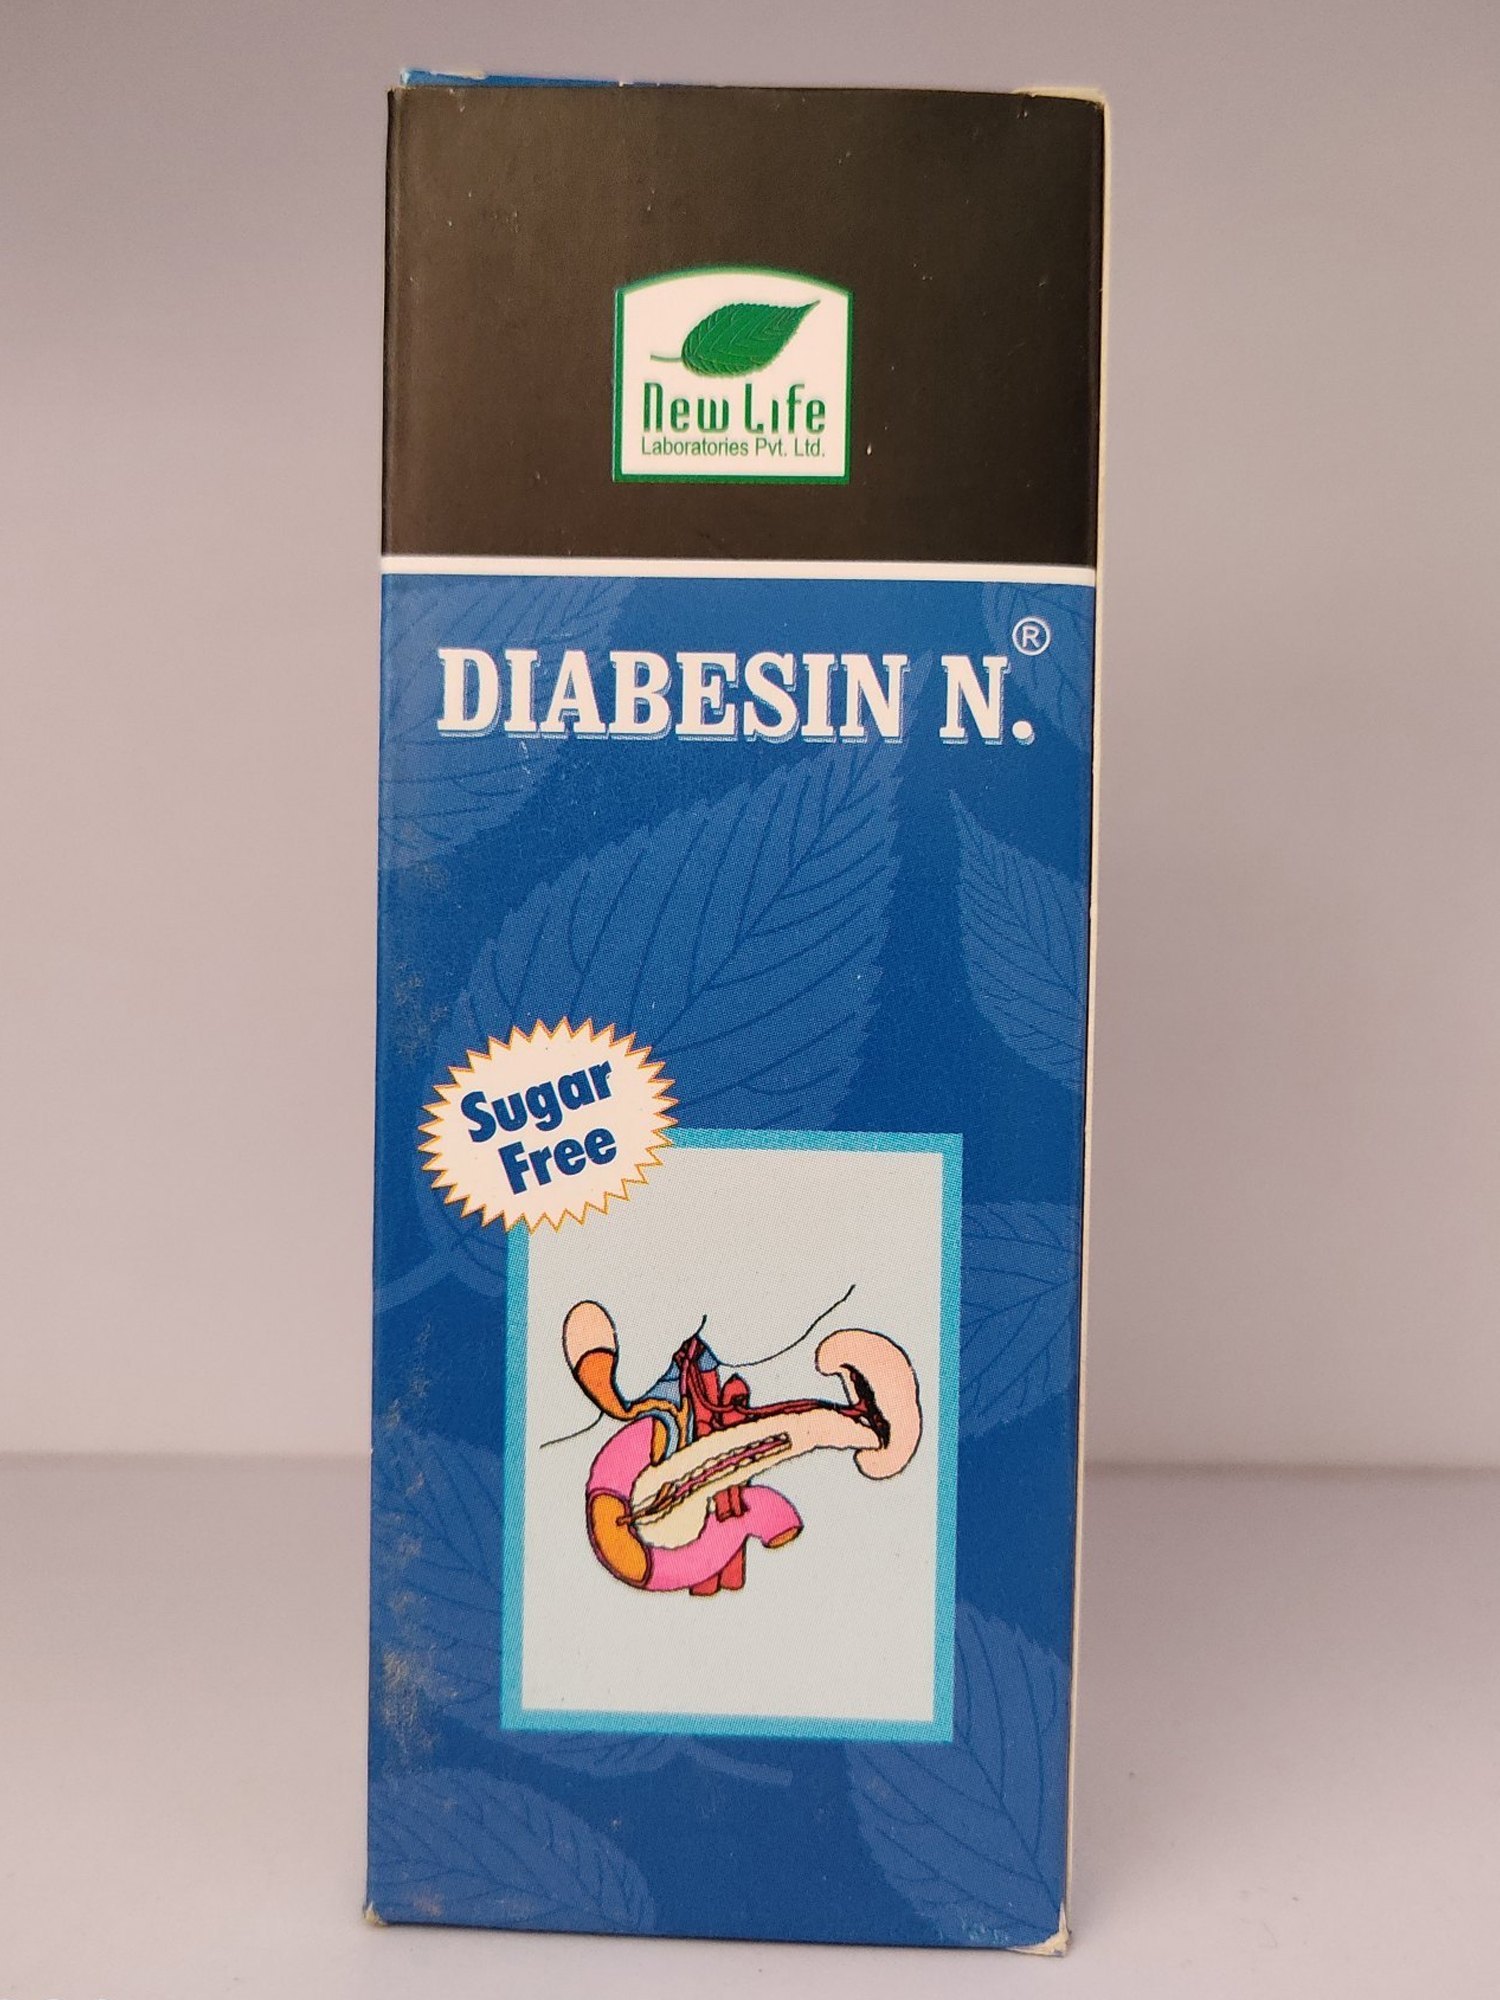 New Life
Laboratories Pvt. Ltd.
DIABESIN N.®
Sugar
Free